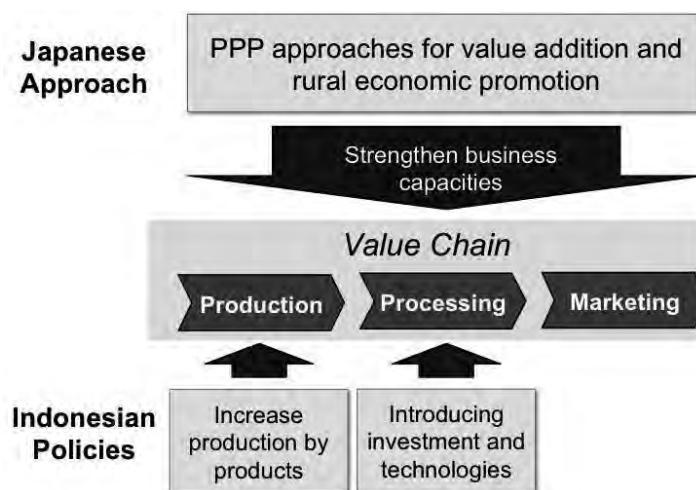 Japanese
Approach
PPP approaches for value addition and
rural economic promotion
Strengthen business
capacities
Value Chain
Production
Processing
Marketing
Indonesian
Policies
Increase
production by
products
Introducing
investment and
technologies